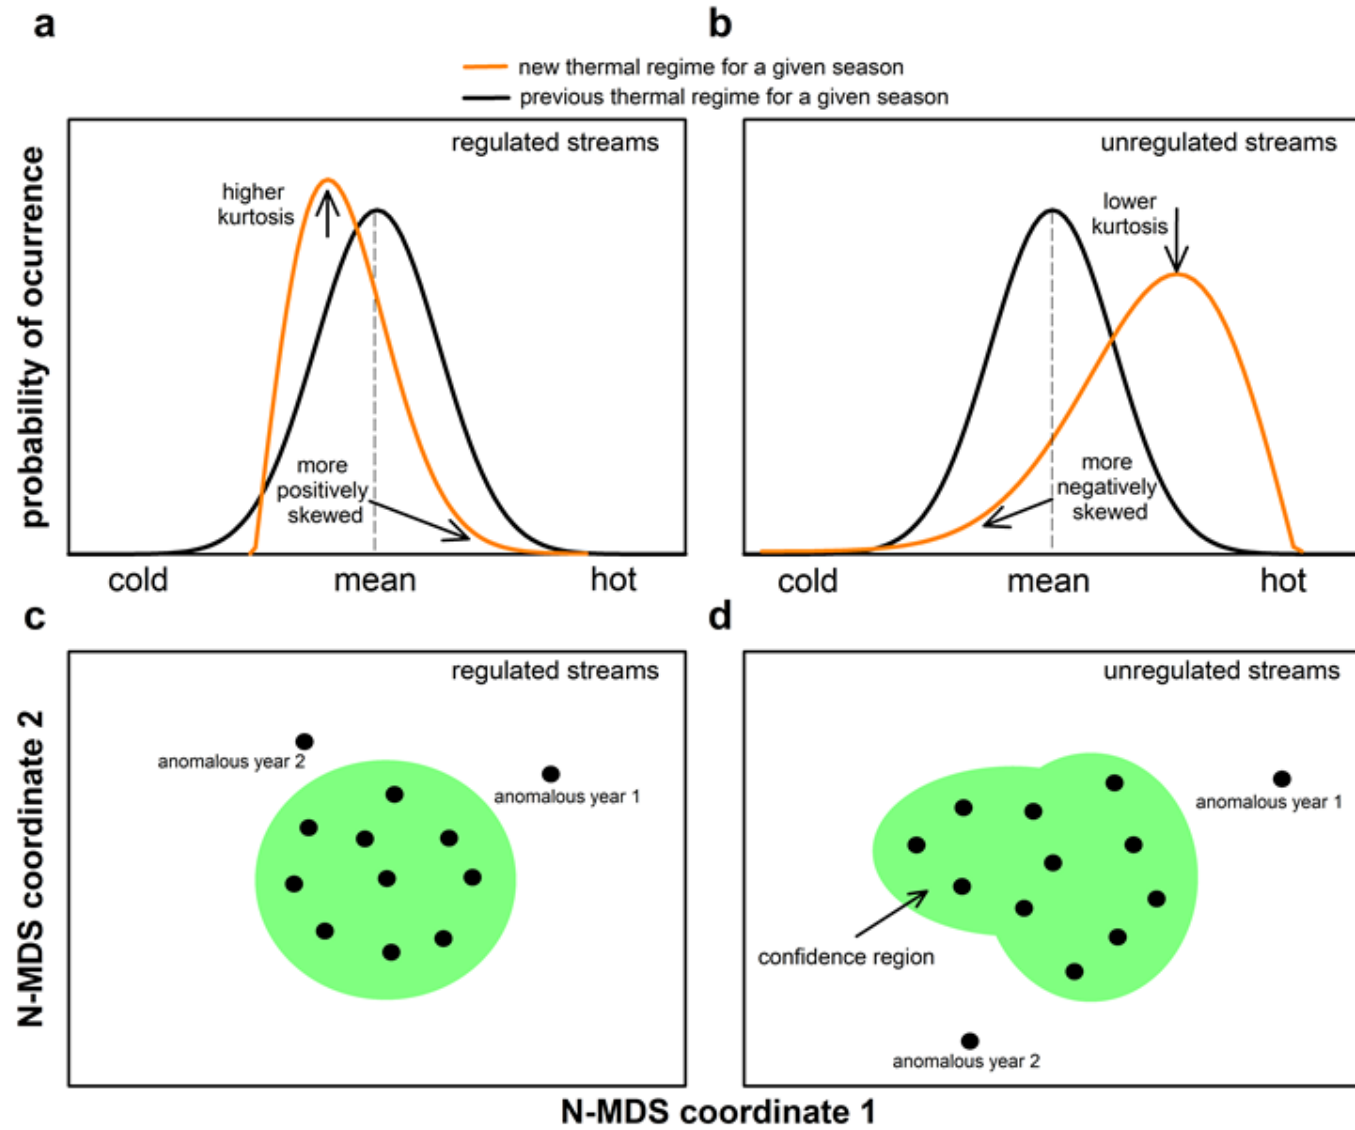 a
b
new thermal regime for a given season
previous thermal regime for a given season
probability of ocurrence
regulated streams
higher
kurtosis
more
positively
skewed
cold
mean
hot
unregulated streams
lower
kurtosis
more
negatively
skewed
cold
mean
hot
c
d
N-MDS coordinate 2
regulated streams
anomalous year 2
anomalous year 1
unregulated streams
anomalous year 1
confidence region
anomalous year 2
N-MDS coordinate 1